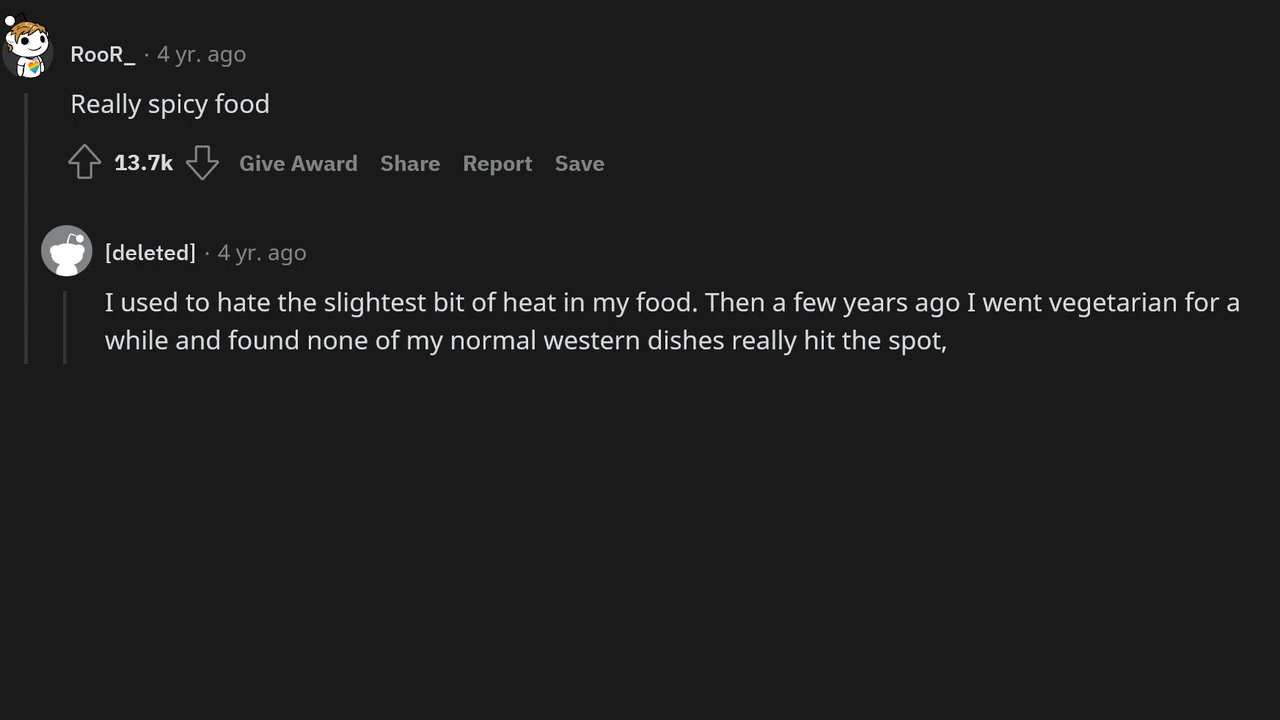 RooR_ · 4 yr. ago
Really spicy food
13.7k Give Award Share Report Save
[deleted] · 4 yr. ago
I used to hate the slightest bit of heat in my food. Then a few years ago I went vegetarian for a
while and found none of my normal western dishes really hit the spot,